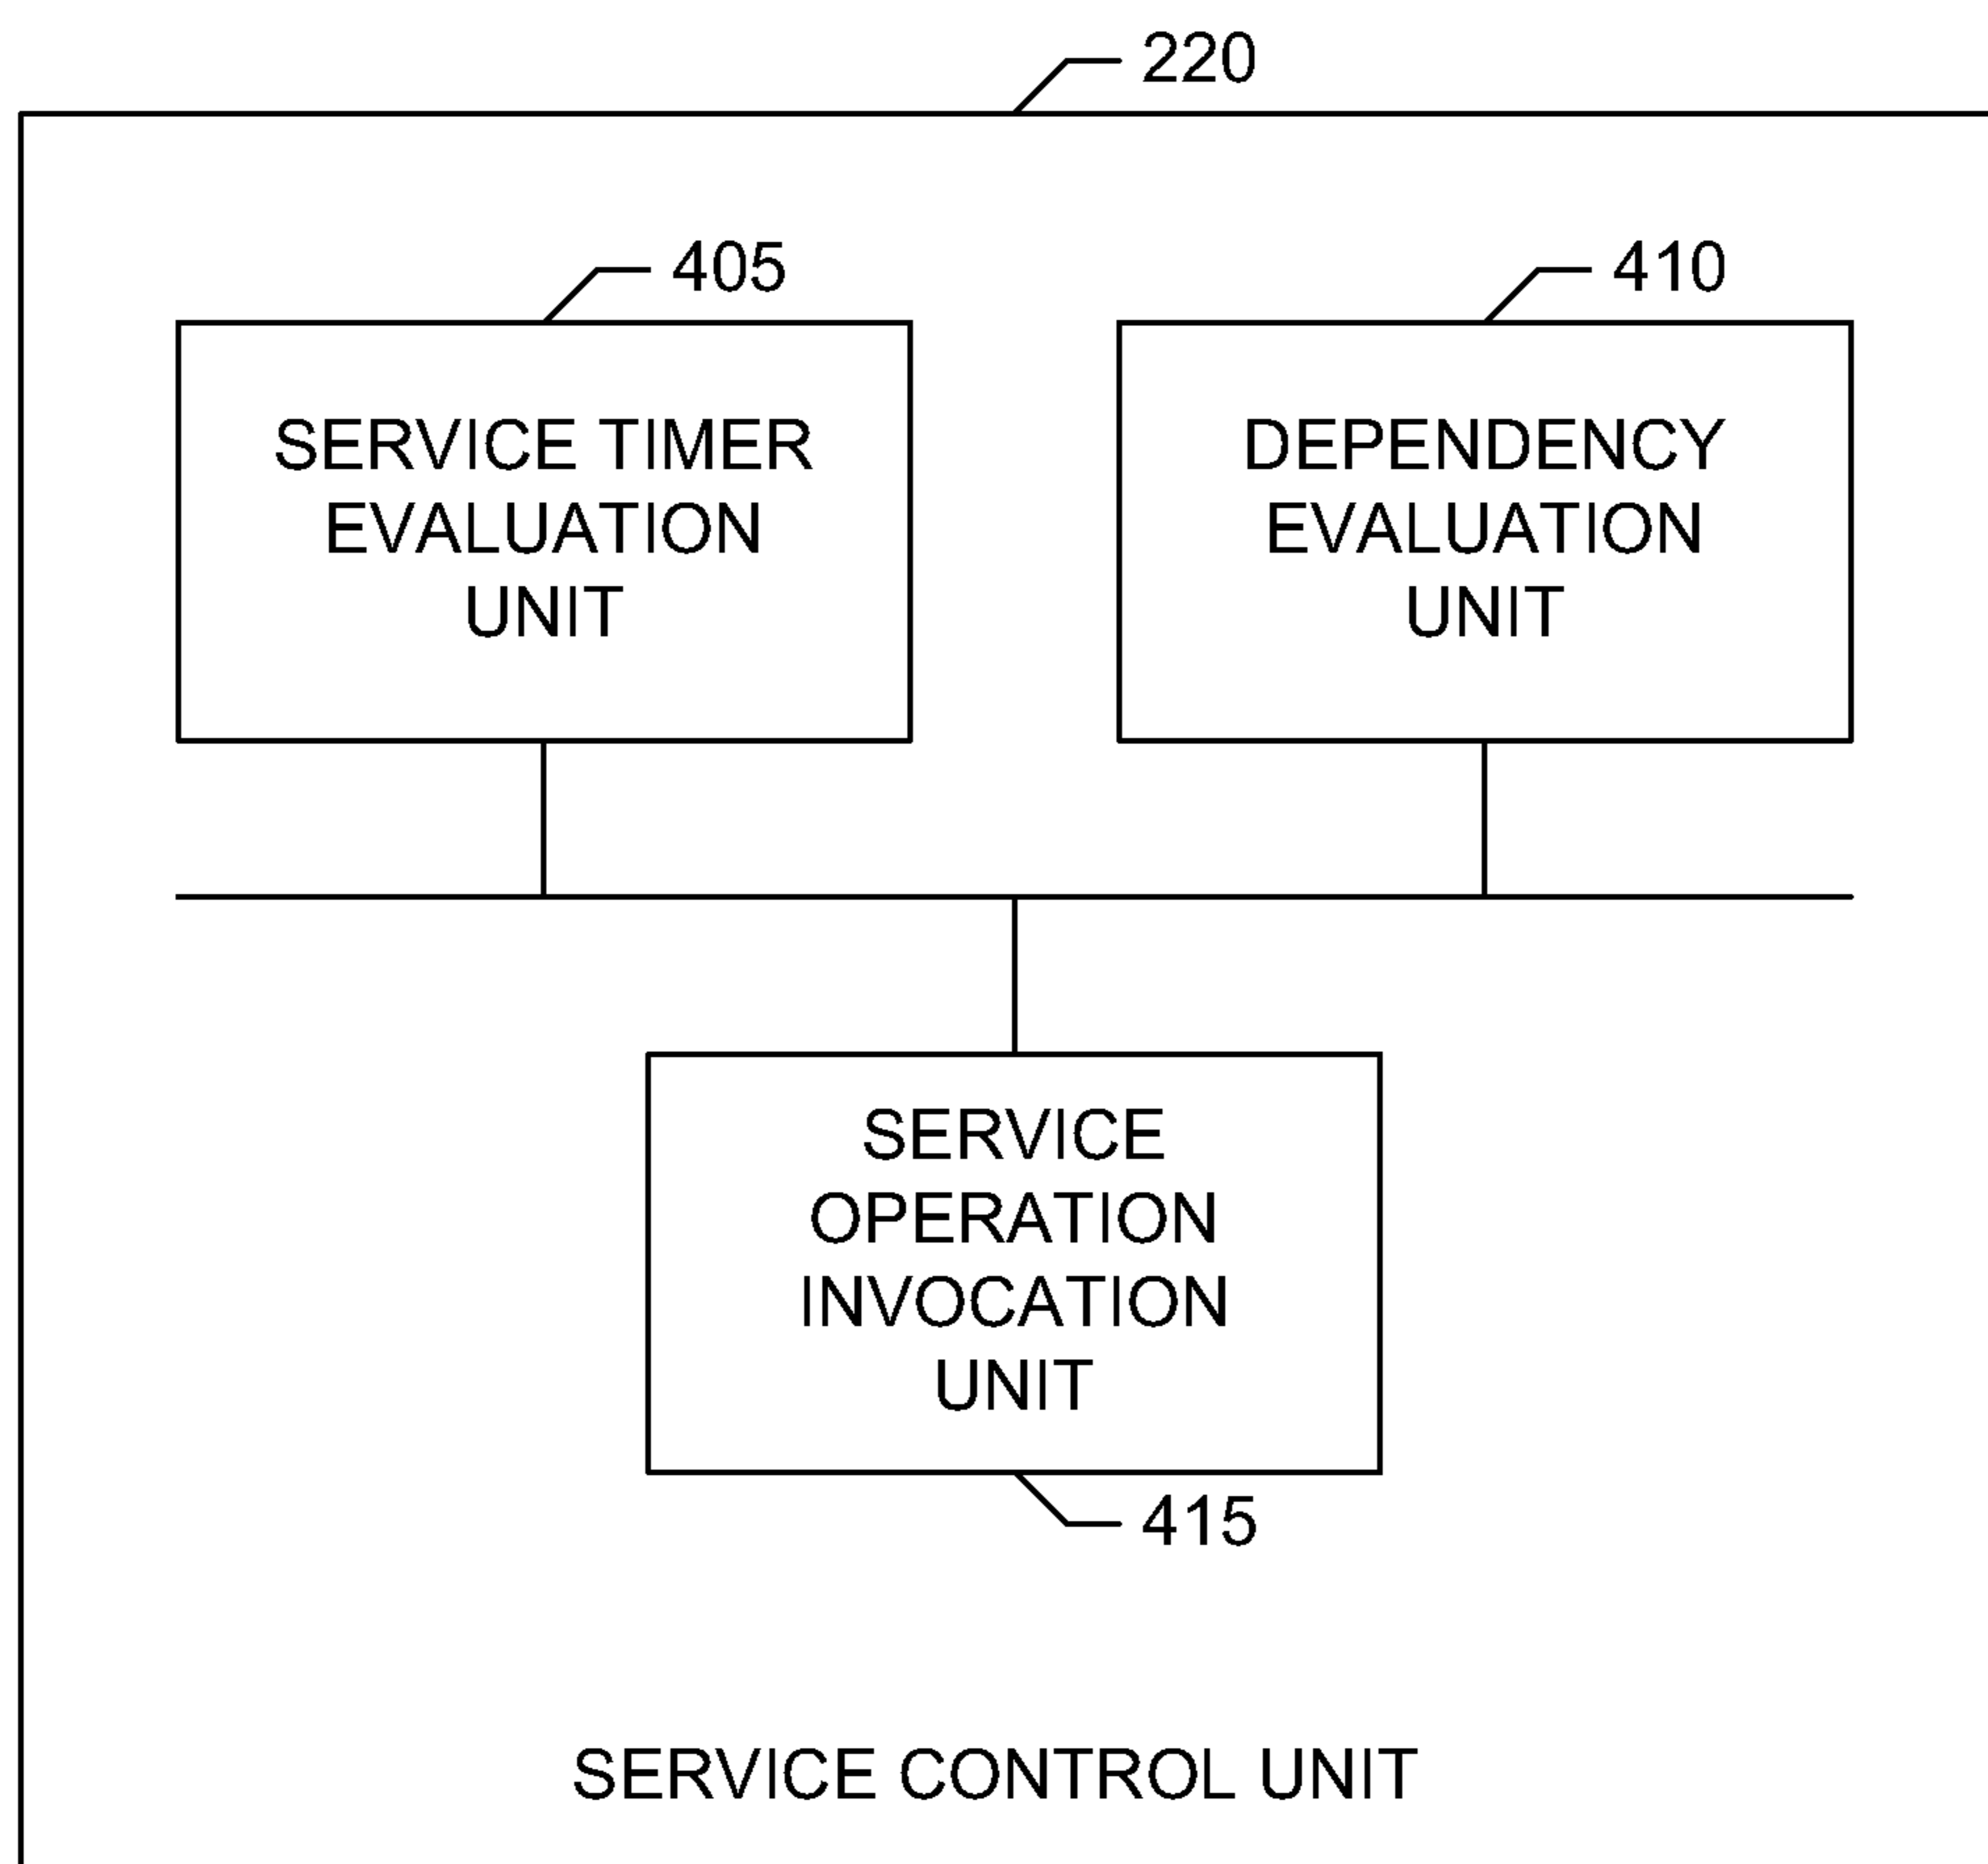 220
405
410
SERVICE TIMER
EVALUATION
UNIT
DEPENDENCY
EVALUATION
UNIT
SERVICE
OPERATION
INVOCATION
UNIT
415
SERVICE CONTROL UNIT